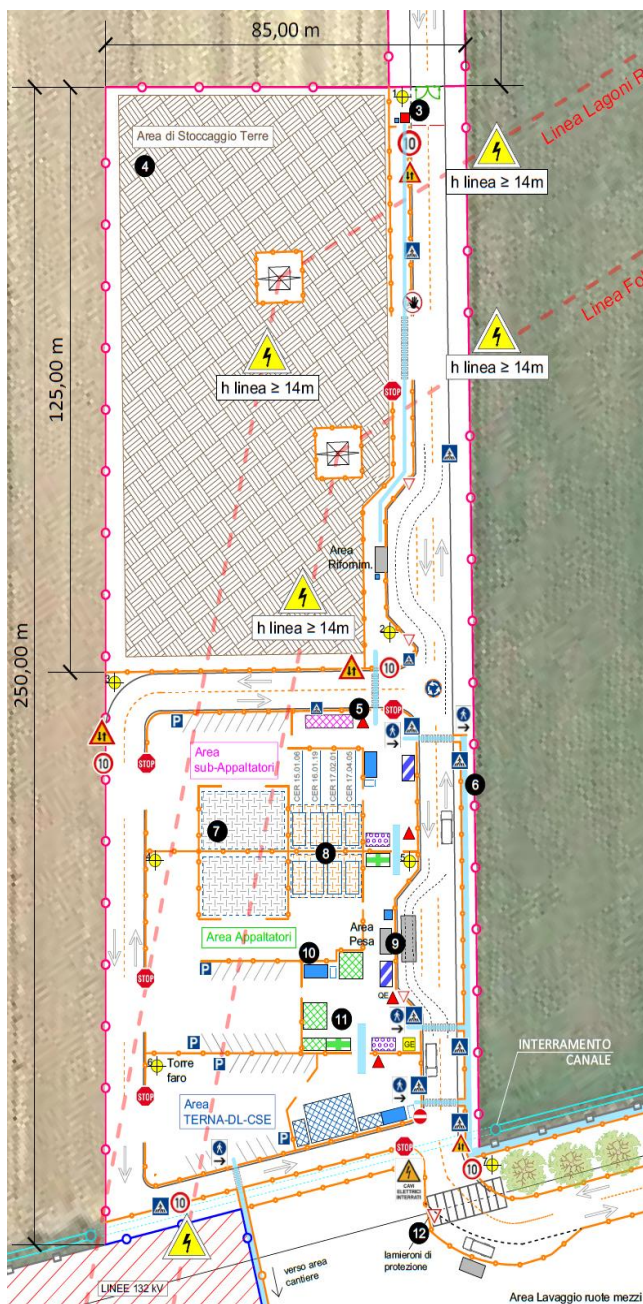 85,00 m
1
3
Area di Stoccaggio Terre
4
10
Linea Lagoni R
h linea ≥ 14m
Linea Fo
h linea ≥ 14m
h linea ≥ 14m
125,00 m
250,00 m
STOP
Area
Rifornim.
h linea ≥ 14m
2
10
3
5
STOP
P
10
STOP
Area
sub-Appaltatori
CER 15.01.06
CER 16.01.19
CER 17.02.01
CER 17.04.05
6
7
8
4
5
Area Appaltatori
Area
Pesa
9
P
10
STOP
QE
11
GE
INTERRAMENTO
CANALE
6
Torre
faro
P
STOP
Area
TERNA-DL-CSE
P
STOP
10
7
CAVI
ELETTRICI
INTERRATI
10
12
lamieroni di
protezione
verso area
cantiere
LINEE 132 kV
Area Lavaggio ruote mezzi